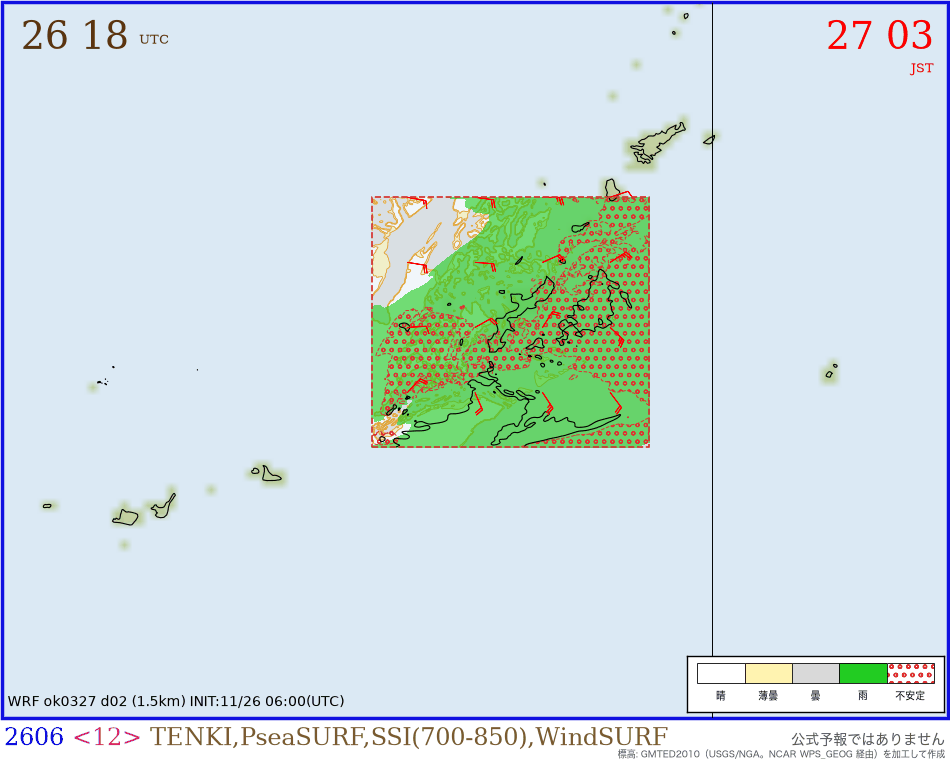 26 18 UTC
27 03
JST
晴 薄曇 曇 雨 不安定
WRF ok0327 d02 (1.5km) INIT:11/26 06:00(UTC)
2606 <12> TENKI,PseaSURF,SSI(700-850),WindSURF
公式予報ではありません
標高: GMTED2010（USGS/NGA。NCAR WPS_GEOG 経由）を加工して作成